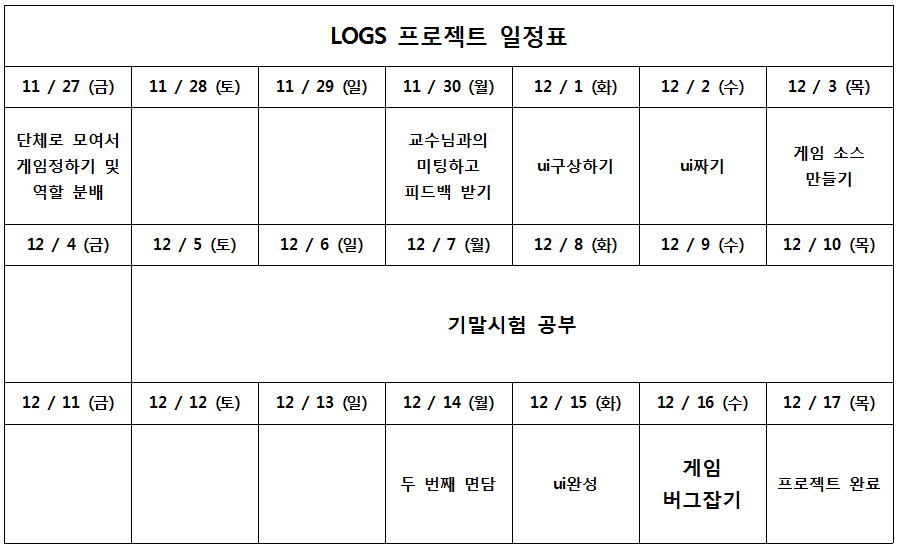 LOGS 프로젝트 일정표
11 / 27 (금) 11 / 28 (토) 11 / 29 (일) 11 / 30 (월) 12 / 1 (화) 12 / 2 (수) 12 / 3 (목)
단체로 모여서
게임정하기 및
역할 분배
교수님과의
미팅하고
피드백 받기
ui구상하기
ui짜기
게임 소스
만들기
12 / 4 (금) 12 / 5 (토) 12 / 6 (일) 12 / 7 (월) 12 / 8 (화) 12 / 9 (수) 12 / 10 (목)
기말시험 공부
12 / 11 (금) 12 / 12 (토) 12 / 13 (일) 12 / 14 (월) 12 / 15 (화) 12 / 16 (수) 12 / 17 (목)
두 번째 면담
ui완성
게임
버그잡기
프로젝트 완료